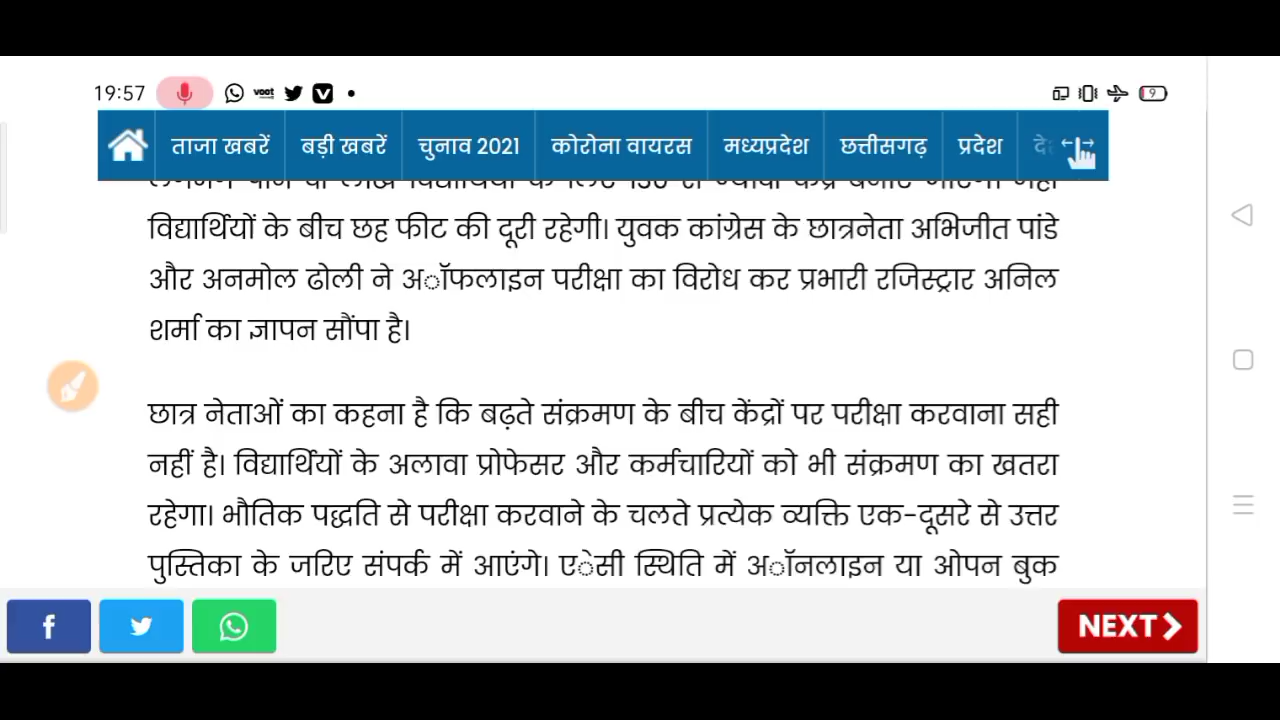 19:57
voot
9
ताजा खबरें बड़ी खबरें चुनाव 2021 कोरोना वायरस मध्यप्रदेश छत्तीसगढ़ प्रदेश
विद्यार्थियों के बीच छह फीट की दूरी रहेगी। युवक कांग्रेस के छात्रनेता अभिजीत पांडे
और अनमोल ढोली ने अॉफलाइन परीक्षा का विरोध कर प्रभारी रजिस्ट्रार अनिल
शर्मा का ज्ञापन सौंपा है।
छात्र नेताओं का कहना है कि बढ़ते संक्रमण के बीच केंद्रों पर परीक्षा करवाना सही
नहीं है। विद्यार्थियों के अलावा प्रोफेसर और कर्मचारियों को भी संक्रमण का खतरा
रहेगा। भौतिक पद्धति से परीक्षा करवाने के चलते प्रत्येक व्यक्ति एक-दूसरे से उत्तर
पुस्तिका के जरिए संपर्क में आएंगे। एेसी स्थिति में अॉनलाइन या ओपन बुक
NEXT